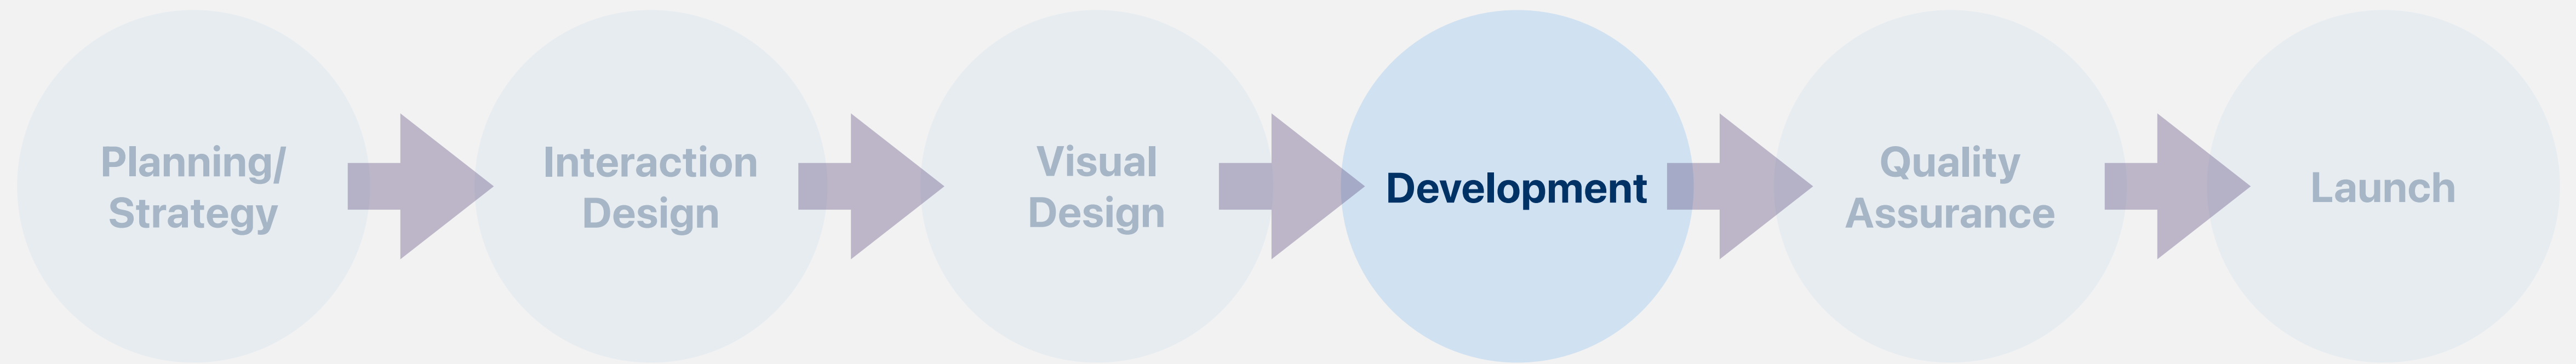 Planning/
Strategy
Interaction
Design
Visual
Design
Development
Quality
Assurance
Launch